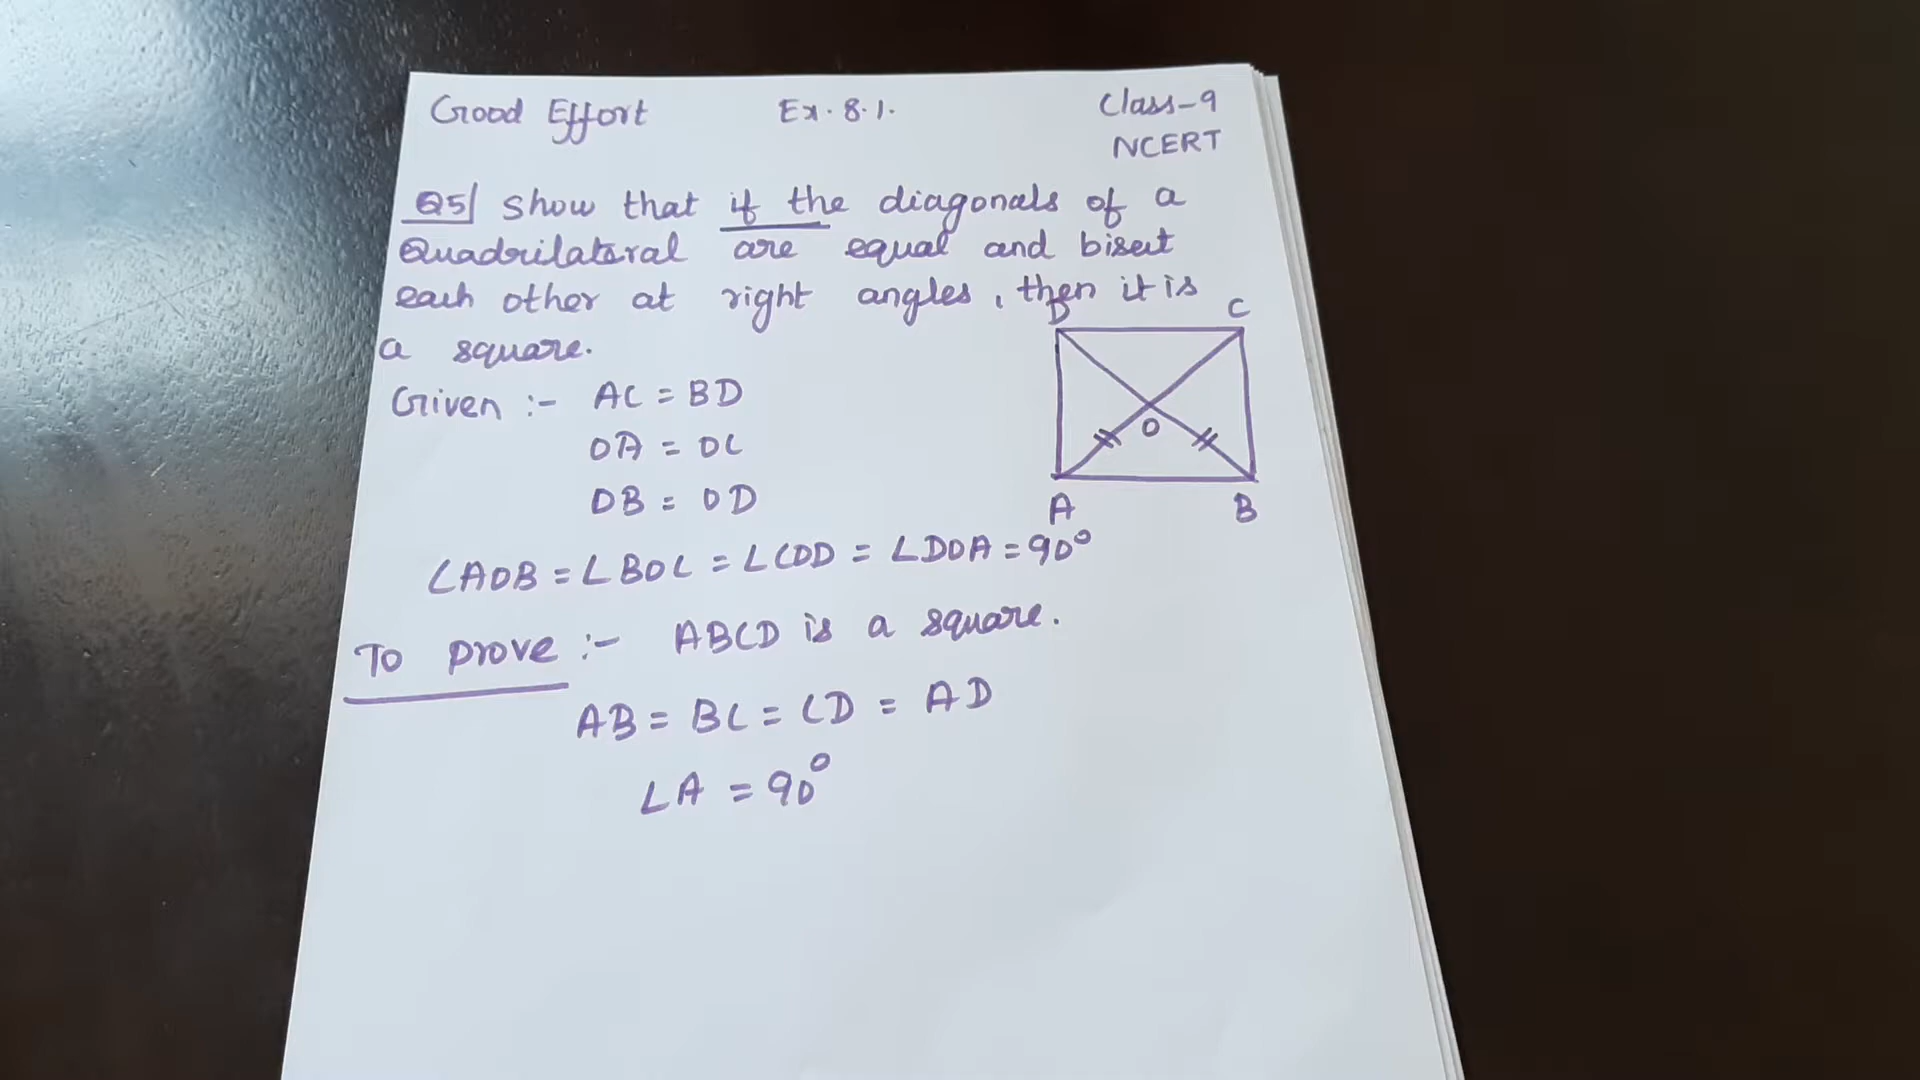 Good Effort Ex. 8.1. Class-9
NCERT
Q5| Show that if the diagonals of a
Quadrilateral are equal and bisect
each other at right angles, then it is
a square.
D C
Given :- AC = BD
OA = OC
O
OB = OD
A B
∠AOB = ∠BOC = ∠COD = ∠DOA = 90°
To prove :- ABCD is a square.
AB = BC = CD = AD
∠A = 90°